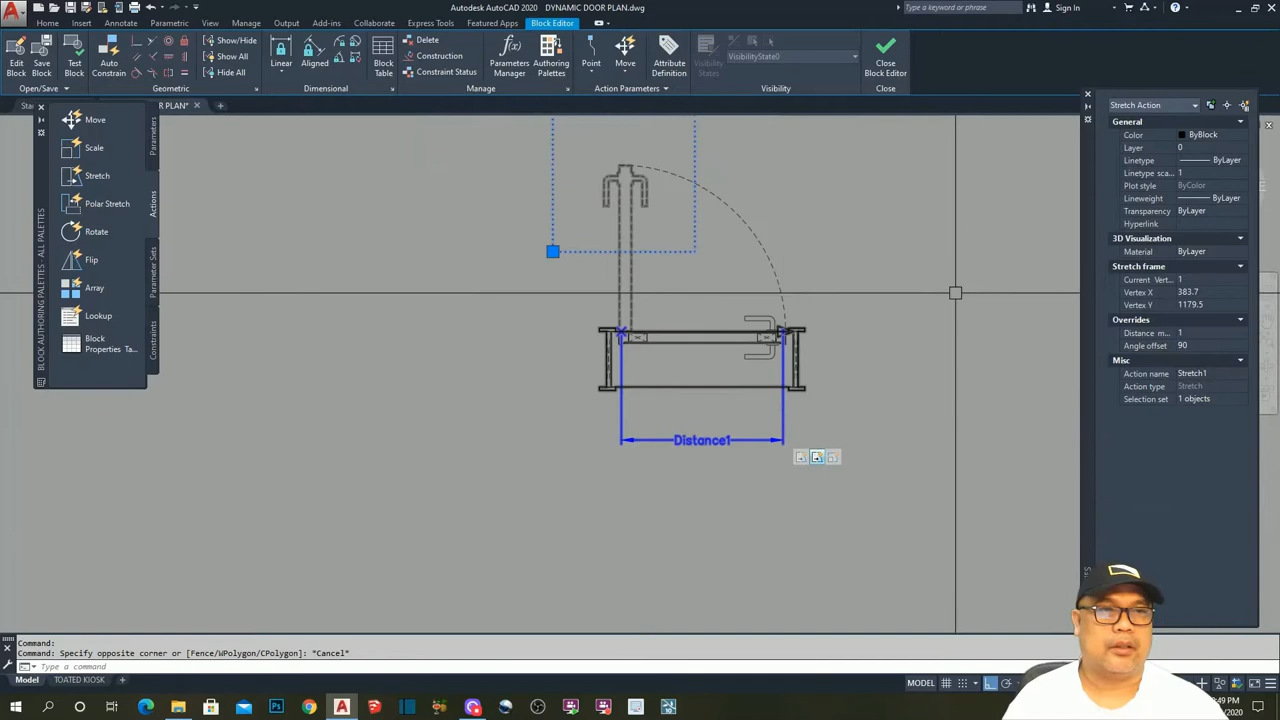 Autodesk AutoCAD 2020 DYNAMIC DOOR PLAN.dwg
Type a keyword or phrase
Sign In
Home Insert Annotate Parametric View Manage Output Add-ins Collaborate Express Tools Featured Apps Block Editor
Edit Block
Save Block
Test Block
Auto Constrain
Show/Hide
Show All
Hide All
Linear
Aligned
Block Table
Delete
Construction
Constraint Status
Parameters Manager
Authoring Palettes
Point
Move
Attribute Definition
Visibility States
VisibilityState0
Close Block Editor
Open/Save
Geometric
Dimensional
Manage
Action Parameters
Visibility
Close
R PLAN*
Move
Scale
Stretch
Polar Stretch
Rotate
Flip
Array
Lookup
Block
Properties Ta...
Parameters
Actions
Parameter Sets
Constraints
BLOCK AUTHORING PALETTES - ALL PALETTES
Distance1
Stretch Action
General
Color ByBlock
Layer 0
Linetype ByLayer
Linetype sca... 1
Plot style ByColor
Lineweight ByLayer
Transparency ByLayer
Hyperlink
3D Visualization
Material ByLayer
Stretch frame
Current Vert... 1
Vertex X 383.7
Vertex Y 1179.5
Overrides
Distance m... 1
Angle offset 90
Misc
Action name Stretch1
Action type Stretch
Selection set 1 objects
Command:
Command: Specify opposite corner or [Fence/WPolygon/CPolygon]: *Cancel*
Type a command
Model TOATED KIOSK
MODEL